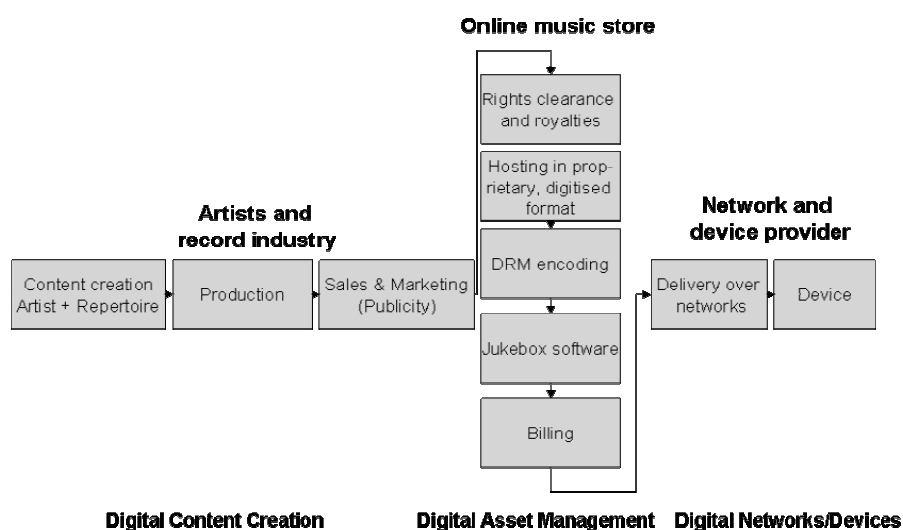 Online music store
Rights clearance
and royalties
Hosting in prop-
rietary, digitised
format
Artists and
record industry
Network and
device provider
DRM encoding
Content creation
Artist + Repertoire
Production
Sales & Marketing
(Publicity)
Delivery over
networks
Device
Jukebox software
Billing
Digital Content Creation
Digital Asset Management
Digital Networks/Devices